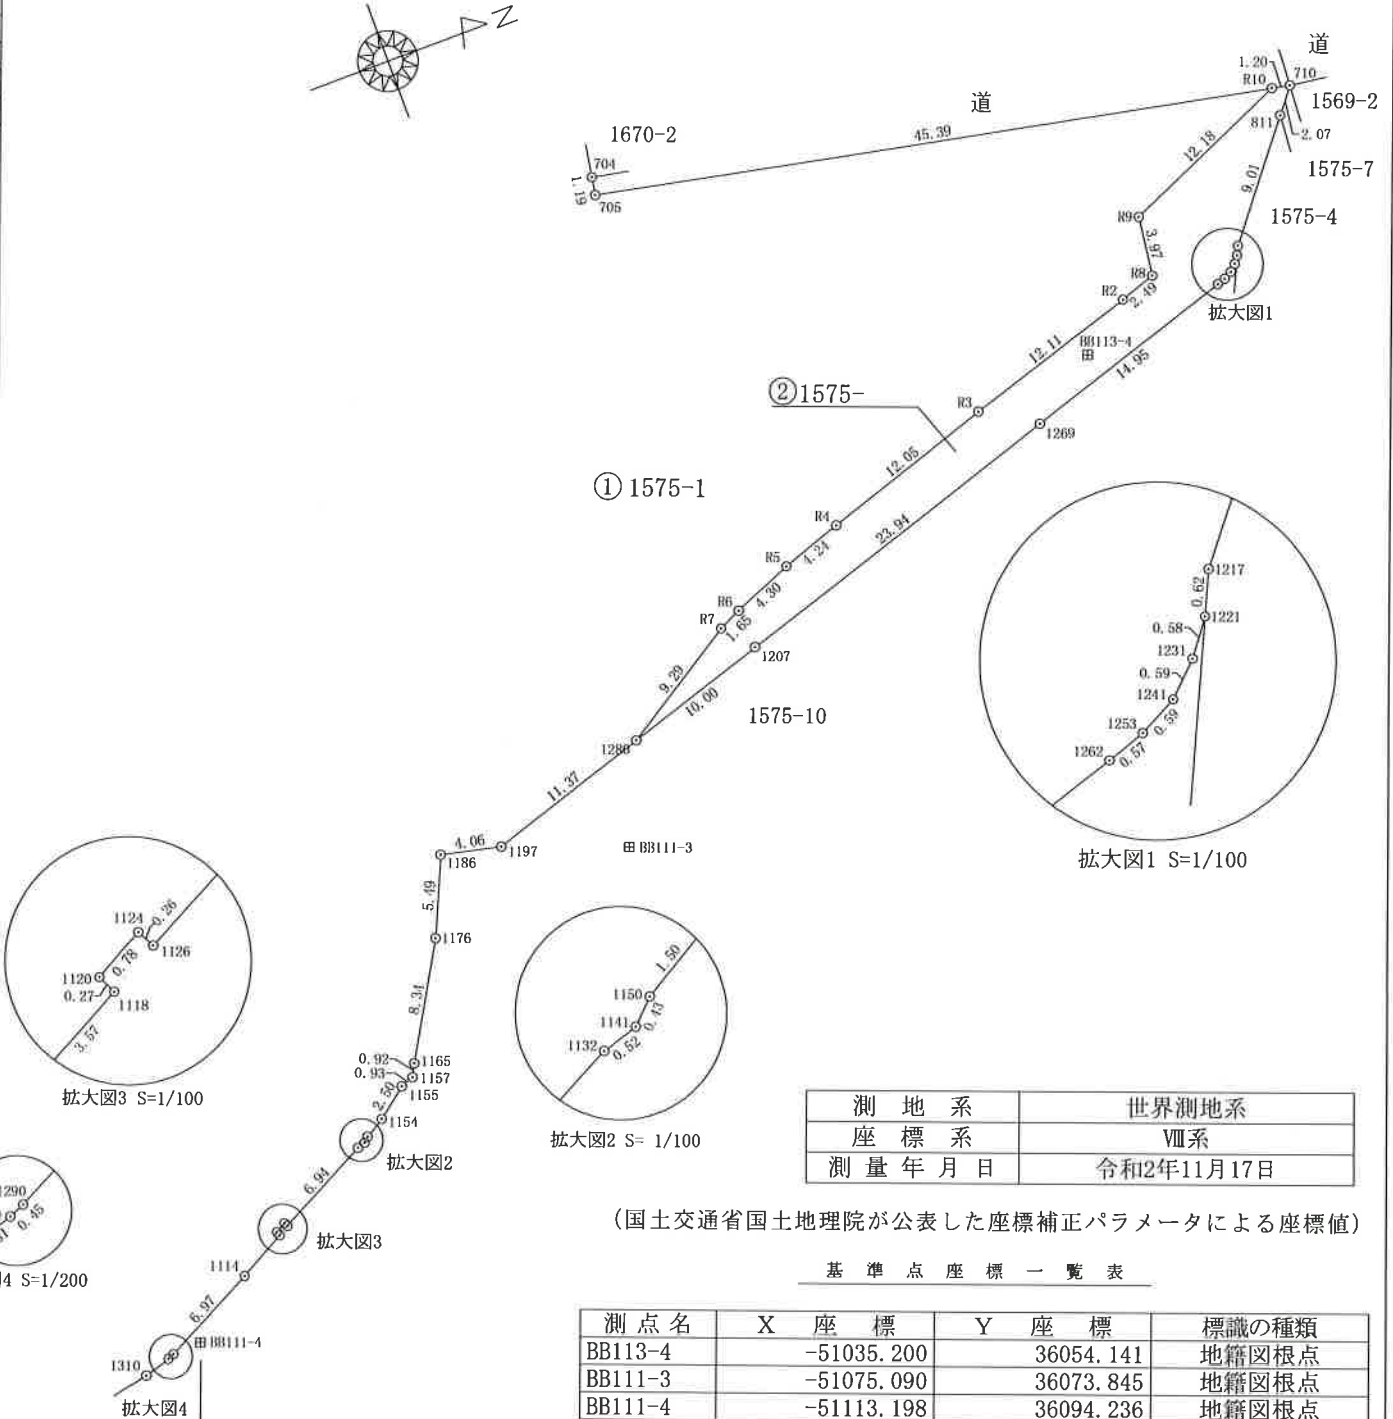 N
道
1.20
710
R10
1569-2
道
811
2.07
1670-2
45.39
12.18
1575-7
704
1.19
705
9.01
1575-4
R9
3.97
R8
R2
2.49
拡大図1
12.11
BB113-4
14.95
②1575-
R3
1269
12.05
①1575-1
R4
23.94
4.24
R5
1217
4.30
0.62
R6
1221
R7
1.65
0.58
1231
1207
0.59
9.29
1241
10.00
1575-10
1253
0.59
1280
1262
0.57
11.37
4.06
1197
BB111-3
1186
拡大図1 S=1/100
5.49
1124
0.26
1176
1126
1.50
0.78
1120
0.27
1118
1150
8.34
1141
0.43
3.57
1132
0.52
0.92
1165
0.93
1157
拡大図3 S=1/100
1155
2.50
1154
拡大図2 S= 1/100
拡大図2
測地系 世界測地系
座標系 Ⅷ系
測量年月日 令和2年11月17日
6.94
1290
0.45
拡大図3
(国土交通省国土地理院が公表した座標補正パラメータによる座標値)
4 S=1/200
1114
基準点座標一覧表
6.97
BB111-4
1310
拡大図4
測点名 X座標 Y座標 標識の種類
BB113-4 -51035.200 36054.141 地籍図根点
BB111-3 -51075.090 36073.845 地籍図根点
BB111-4 -51113.198 36094.236 地籍図根点